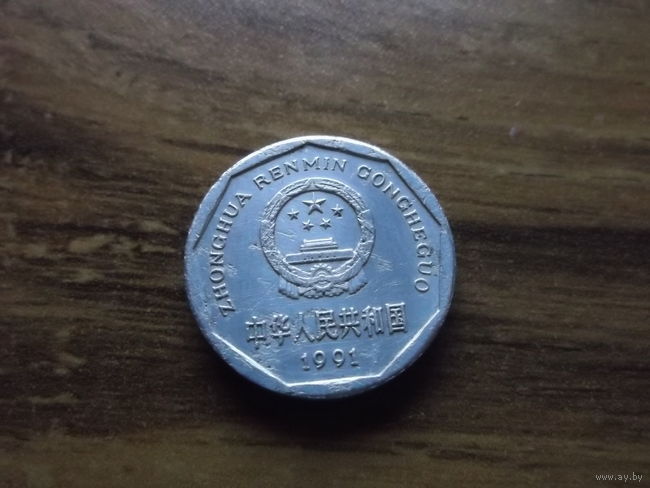 ZHONGHUA RENMIN GONGHEGUO
中华人民共和国
1991
www.ay.by